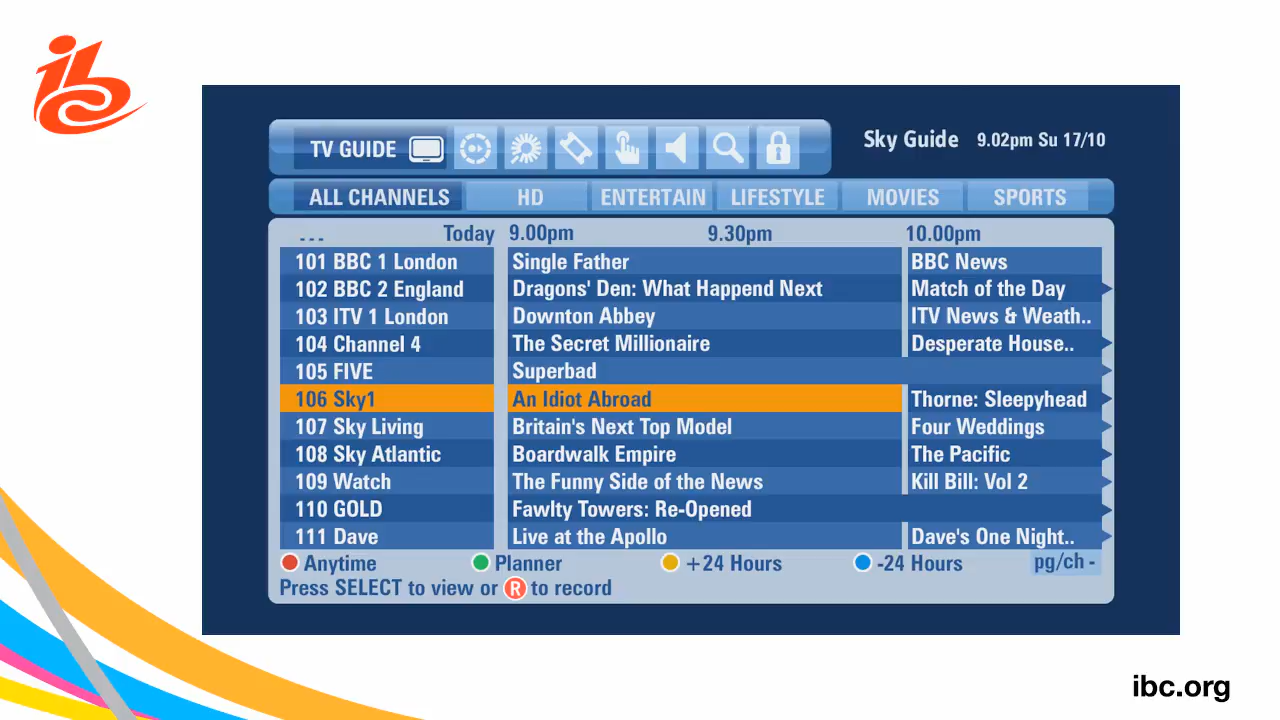 ibc
TV GUIDE
Sky Guide 9.02pm Su 17/10
ALL CHANNELS HD ENTERTAIN LIFESTYLE MOVIES SPORTS
... Today 9.00pm 9.30pm 10.00pm
101 BBC 1 London Single Father BBC News
102 BBC 2 England Dragons' Den: What Happend Next Match of the Day
103 ITV 1 London Downton Abbey ITV News & Weath..
104 Channel 4 The Secret Millionaire Desperate House..
105 FIVE Superbad
106 Sky1 An Idiot Abroad Thorne: Sleepyhead
107 Sky Living Britain's Next Top Model Four Weddings
108 Sky Atlantic Boardwalk Empire The Pacific
109 Watch The Funny Side of the News Kill Bill: Vol 2
110 GOLD Fawlty Towers: Re-Opened
111 Dave Live at the Apollo Dave's One Night..
Anytime Planner +24 Hours -24 Hours pg/ch -
Press SELECT to view or R to record
ibc.org